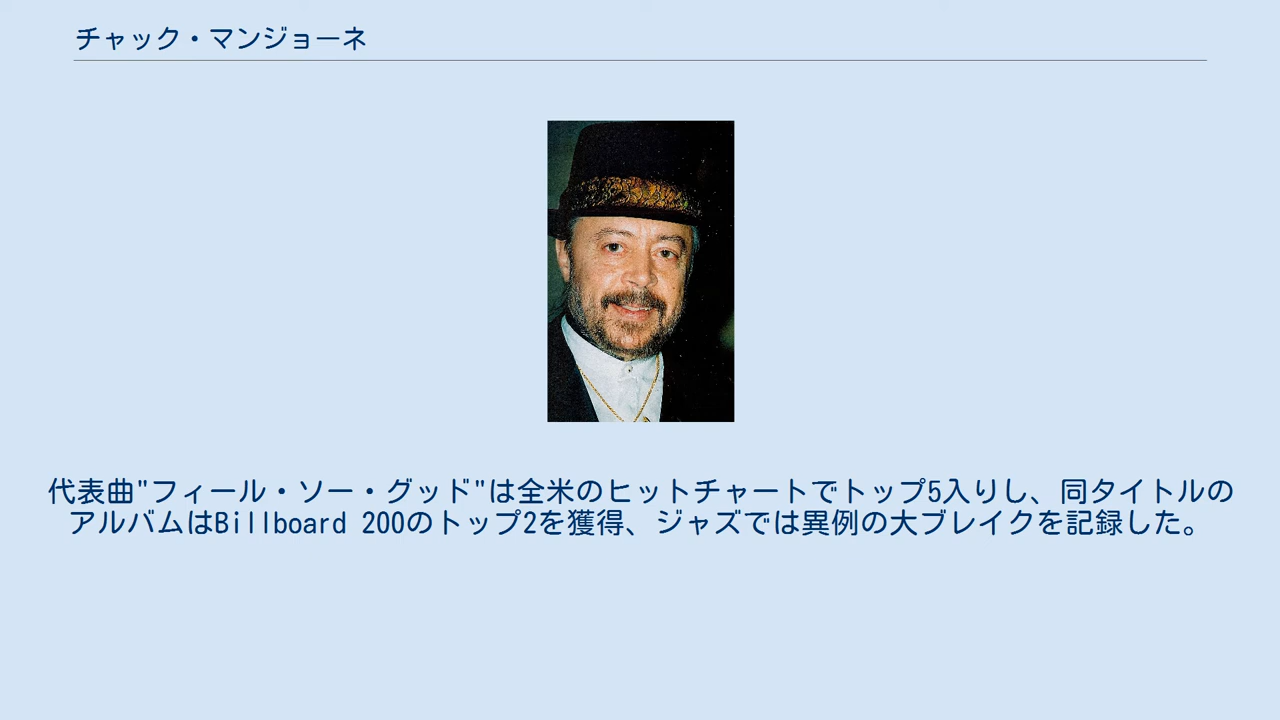 チャック・マンジョーネ
代表曲"フィール・ソー・グッド"は全米のヒットチャートでトップ5入りし、同タイトルの
アルバムはBillboard 200のトップ2を獲得、ジャズでは異例の大ブレイクを記録した。